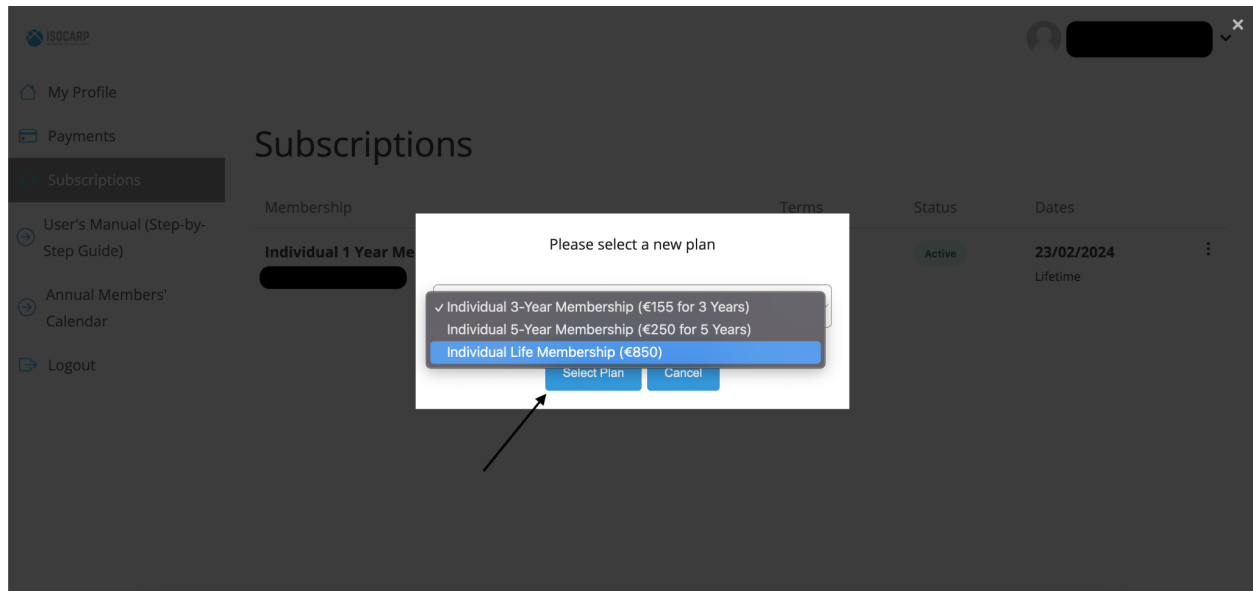 ISOCARP
My Profile
Payments
Subscriptions
User's Manual (Step-by-
Step Guide)
Annual Members'
Calendar
Logout
Subscriptions
Membership Terms Status Dates
Individual 1 Year Me Active 23/02/2024
Lifetime
Please select a new plan
✓ Individual 3-Year Membership (€155 for 3 Years)
Individual 5-Year Membership (€250 for 5 Years)
Individual Life Membership (€850)
Select Plan Cancel